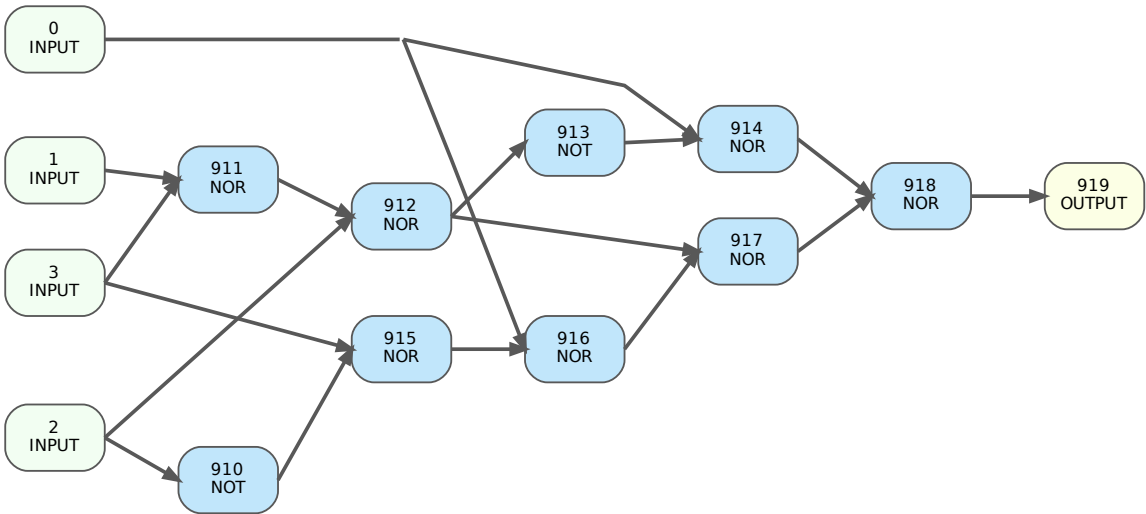 0
INPUT
1
INPUT
3
INPUT
2
INPUT
911
NOR
910
NOT
912
NOR
915
NOR
913
NOT
916
NOR
914
NOR
917
NOR
918
NOR
919
OUTPUT